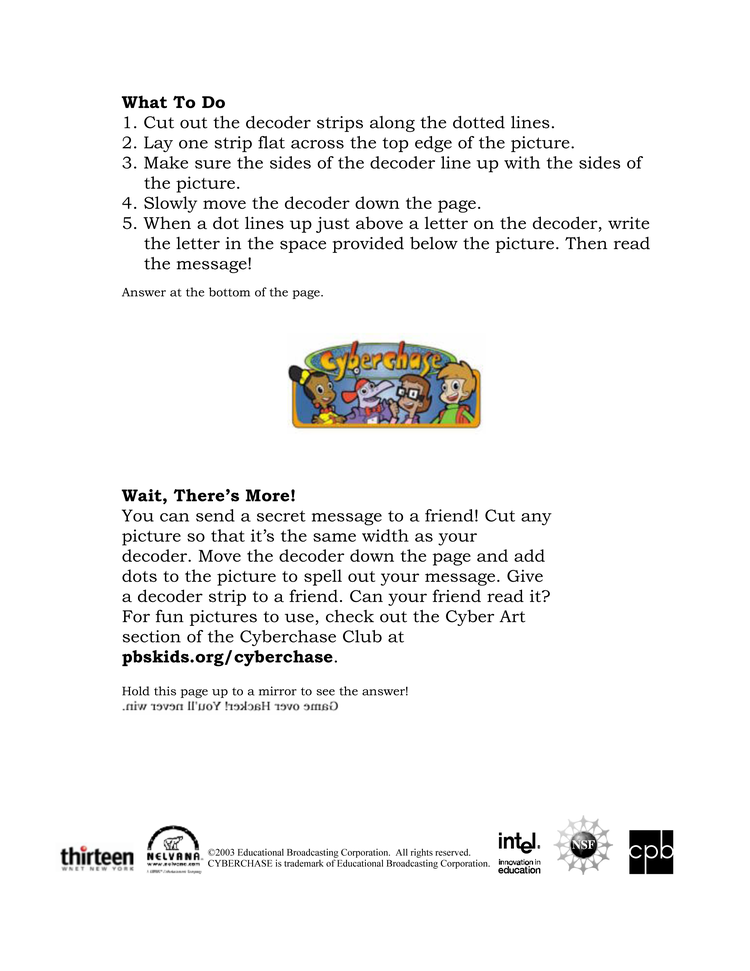 What To Do
1. Cut out the decoder strips along the dotted lines.
2. Lay one strip flat across the top edge of the picture.
3. Make sure the sides of the decoder line up with the sides of
the picture.
4. Slowly move the decoder down the page.
5. When a dot lines up just above a letter on the decoder, write
the letter in the space provided below the picture. Then read
the message!
Answer at the bottom of the page.
Cyberchase
Wait, There’s More!
You can send a secret message to a friend! Cut any
picture so that it’s the same width as your
decoder. Move the decoder down the page and add
dots to the picture to spell out your message. Give
a decoder strip to a friend. Can your friend read it?
For fun pictures to use, check out the Cyber Art
section of the Cyberchase Club at
pbskids.org/cyberchase.
Hold this page up to a mirror to see the answer!
Game over Hacker! You'll never win.
thirteen
WNET NEW YORK
NELVANA
www.nelvana.com
©2003 Educational Broadcasting Corporation. All rights reserved.
CYBERCHASE is trademark of Educational Broadcasting Corporation.
intel.
innovation in
education
NSF
cpb